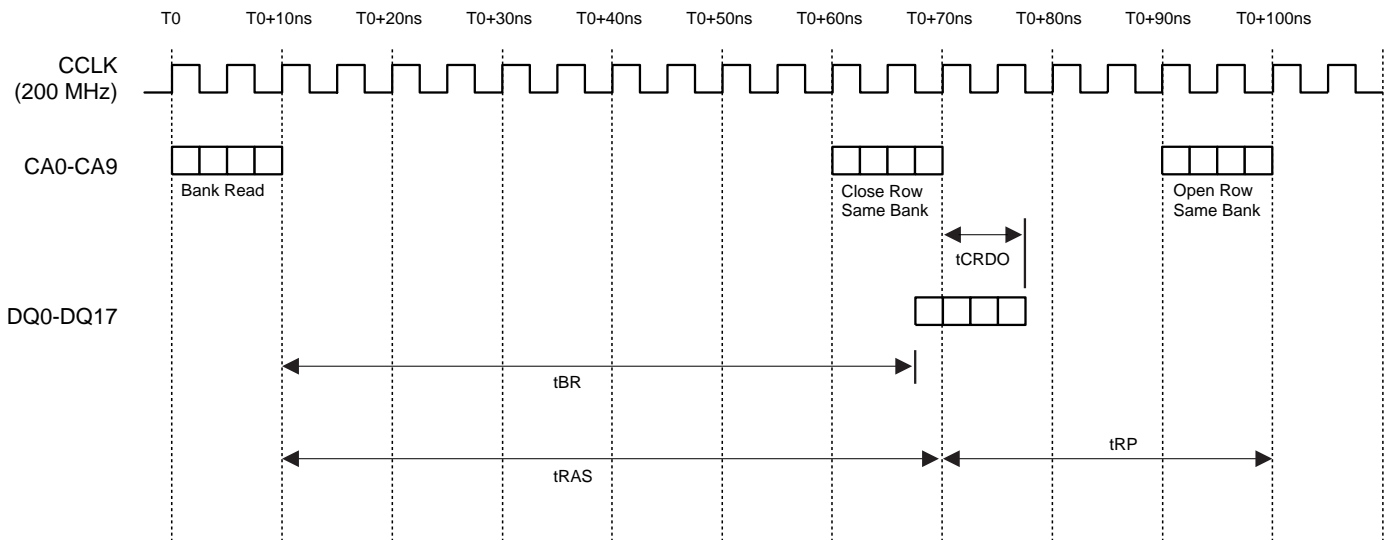 T0 T0+10ns T0+20ns T0+30ns T0+40ns T0+50ns T0+60ns T0+70ns T0+80ns T0+90ns T0+100ns
CCLK
(200 MHz)
CA0-CA9
Bank Read
Close Row
Same Bank
Open Row
Same Bank
tCRDO
DQ0-DQ17
tBR
tRAS
tRP